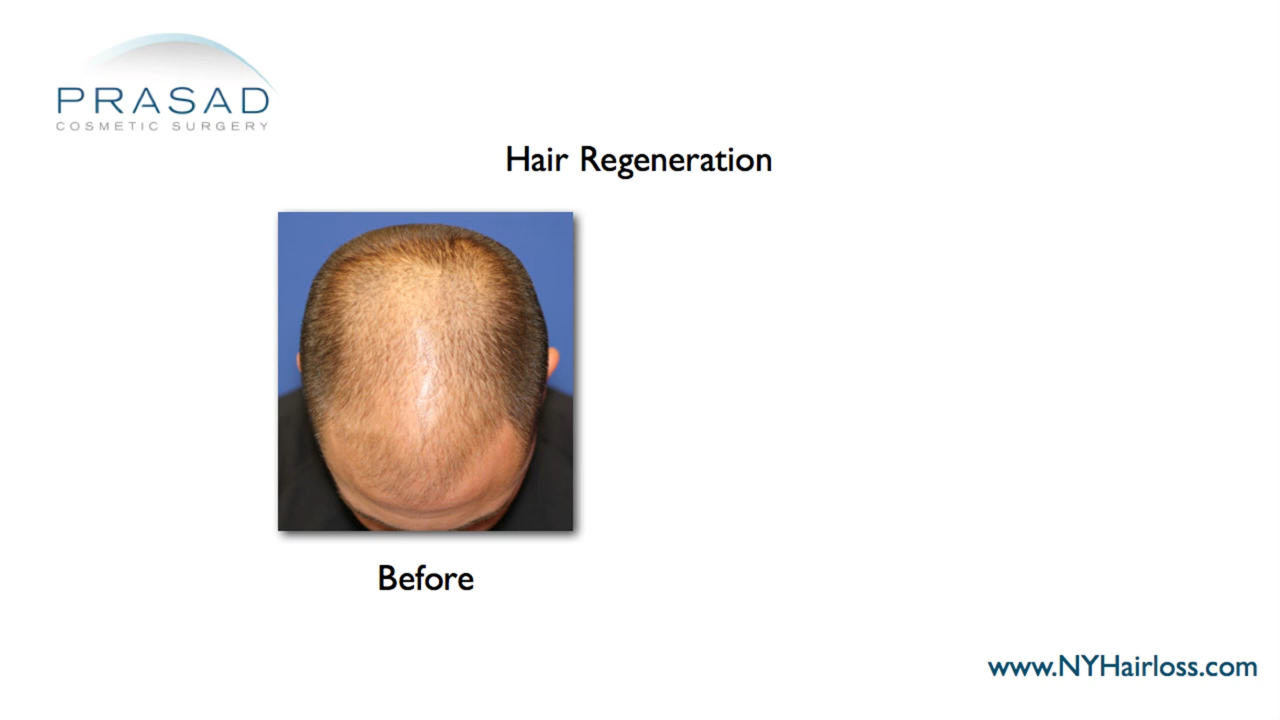 PRASAD
COSMETIC SURGERY
Hair Regeneration
Before
www.NYHairloss.com